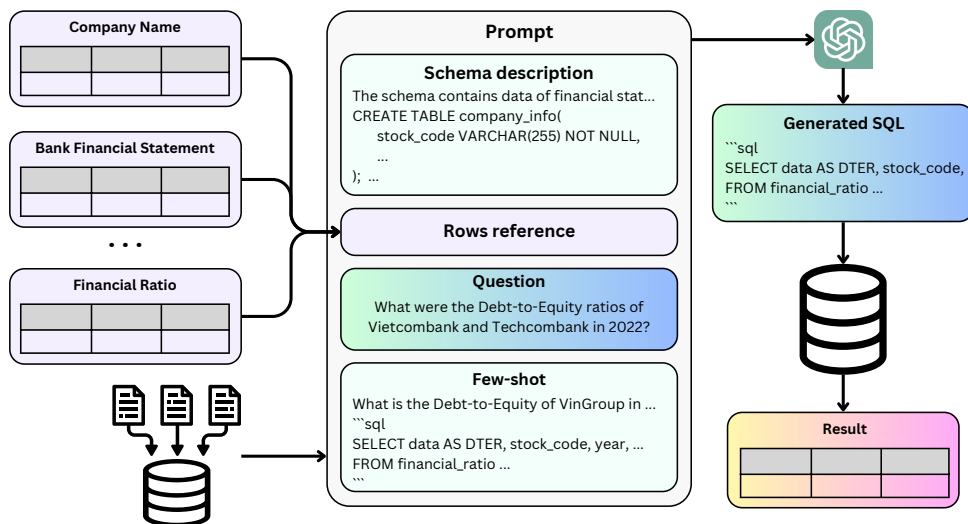 Company Name
Bank Financial Statement
...
Financial Ratio
Prompt
Schema description
The schema contains data of financial stat...
CREATE TABLE company_info(
stock_code VARCHAR(255) NOT NULL,
...
); ...
Rows reference
Question
What were the Debt-to-Equity ratios of
Vietcombank and Techcombank in 2022?
Few-shot
What is the Debt-to-Equity of VinGroup in ...
```sql
SELECT data AS DTER, stock_code, year, ...
FROM financial_ratio ...
```
Generated SQL
```sql
SELECT data AS DTER, stock_code,
FROM financial_ratio ...
```
Result